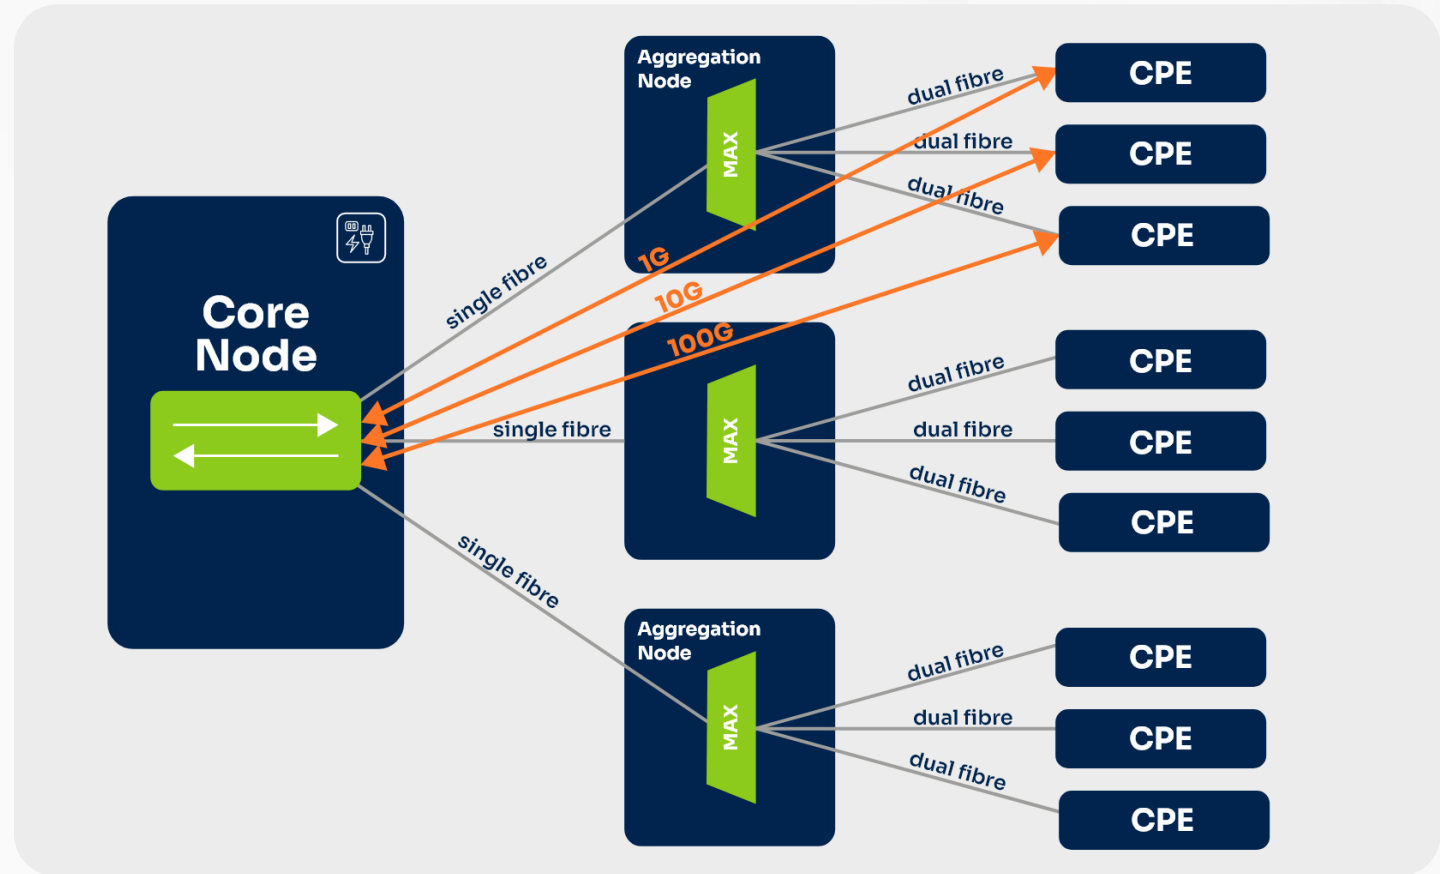 Aggregation
Node
MAX
dual fibre
dual fibre
dual fibre
CPE
CPE
CPE
Core
Node
single fibre
1G
10G
100G
single fibre
MAX
dual fibre
dual fibre
dual fibre
CPE
CPE
CPE
single fibre
Aggregation
Node
MAX
dual fibre
dual fibre
dual fibre
CPE
CPE
CPE